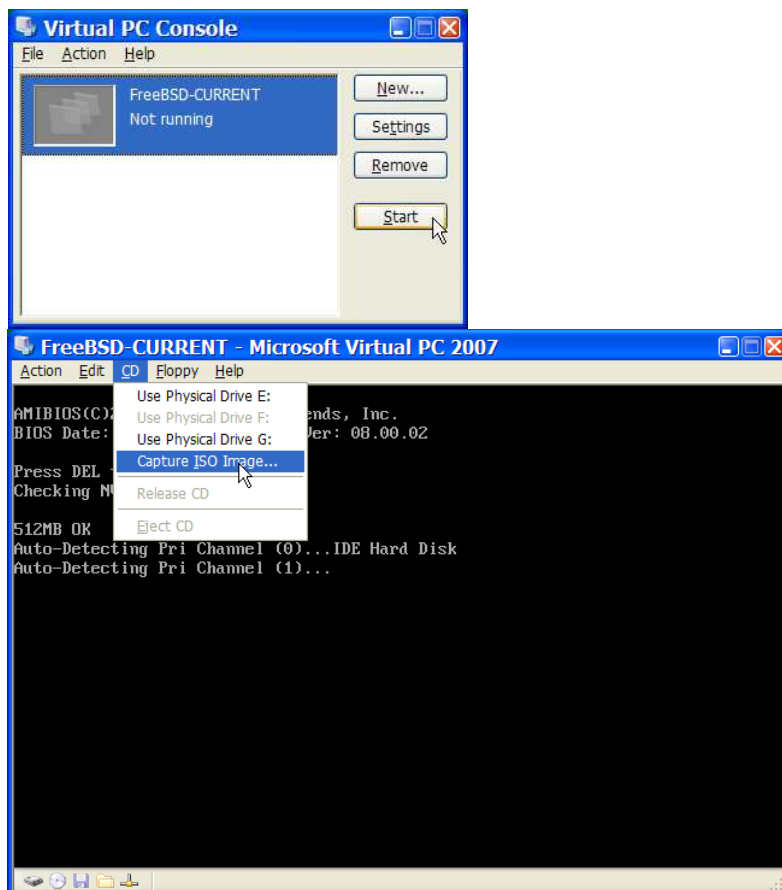 Virtual PC Console
File Action Help
FreeBSD-CURRENT
Not running
New...
Settings
Remove
Start
FreeBSD-CURRENT - Microsoft Virtual PC 2007
Action Edit CD Floppy Help
Use Physical Drive E:
Use Physical Drive F:
Use Physical Drive G:
Capture ISO Image...
Release CD
Eject CD
AMIBIOS(C) ends, Inc.
BIOS Date: er: 08.00.02
Press DEL
Checking
512MB OK
Auto-Detecting Pri Channel (0)...IDE Hard Disk
Auto-Detecting Pri Channel (1)...